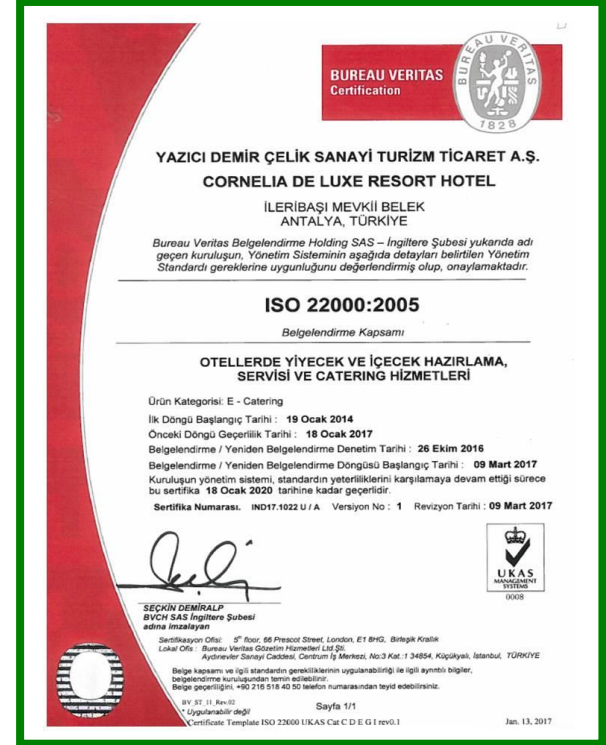 BUREAU VERITAS
Certification
BUREAU VERITAS
1828
YAZICI DEMİR ÇELİK SANAYİ TURİZM TİCARET A.Ş.
CORNELIA DE LUXE RESORT HOTEL
İLERİBAŞI MEVKİİ BELEK
ANTALYA, TÜRKİYE
Bureau Veritas Belgelendirme Holding SAS – İngiltere Şubesi yukarıda adı
geçen kuruluşun, Yönetim Sisteminin aşağıda detayları belirtilen Yönetim
Standardı gereklerine uygunluğunu değerlendirmiş olup, onaylamaktadır.
ISO 22000:2005
Belgelendirme Kapsamı
OTELLERDE YİYECEK VE İÇECEK HAZIRLAMA,
SERVİSİ VE CATERING HİZMETLERİ
Ürün Kategorisi: E - Catering
İlk Döngü Başlangıç Tarihi : 19 Ocak 2014
Önceki Döngü Geçerlilik Tarihi : 18 Ocak 2017
Belgelendirme / Yeniden Belgelendirme Denetim Tarihi : 26 Ekim 2016
Belgelendirme / Yeniden Belgelendirme Döngüsü Başlangıç Tarihi : 09 Mart 2017
Kuruluşun yönetim sistemi, standardın yeterliliklerini karşılamaya devam ettiği sürece
bu sertifika 18 Ocak 2020 tarihine kadar geçerlidir.
Sertifika Numarası. IND17.1022 U / A Versiyon No : 1 Revizyon Tarihi : 09 Mart 2017
UKAS
MANAGEMENT
SYSTEMS
0008
SEÇKİN DEMİRALP
BVCH SAS İngiltere Şubesi
adına imzalayan
Sertifikasyon Ofisi: 5th floor, 66 Prescot Street, London, E1 8HG, Birleşik Krallık
Lokal Ofis : Bureau Veritas Gözetim Hizmetleri Ltd.Şti.
Aydınevler Sanayi Caddesi, Centrum İş Merkezi, No:3 Kat.:1 34854, Küçükyalı, İstanbul, TÜRKİYE
Belge kapsamı ve ilgili standardın gerekliliklerinin uygulanabilirliği ile ilgili ayrıntılı bilgiler,
belgelendirme kuruluşundan temin edilebilinir.
Belge geçerliliğini, +90 216 518 40 50 telefon numarasından teyid edebilirsiniz.
BV_ST_11_Rev.02
Sayfa 1/1
* Uygulanabilir değil
Certificate Template ISO 22000 UKAS Cat C D E G I rev0.1
Jan. 13, 2017